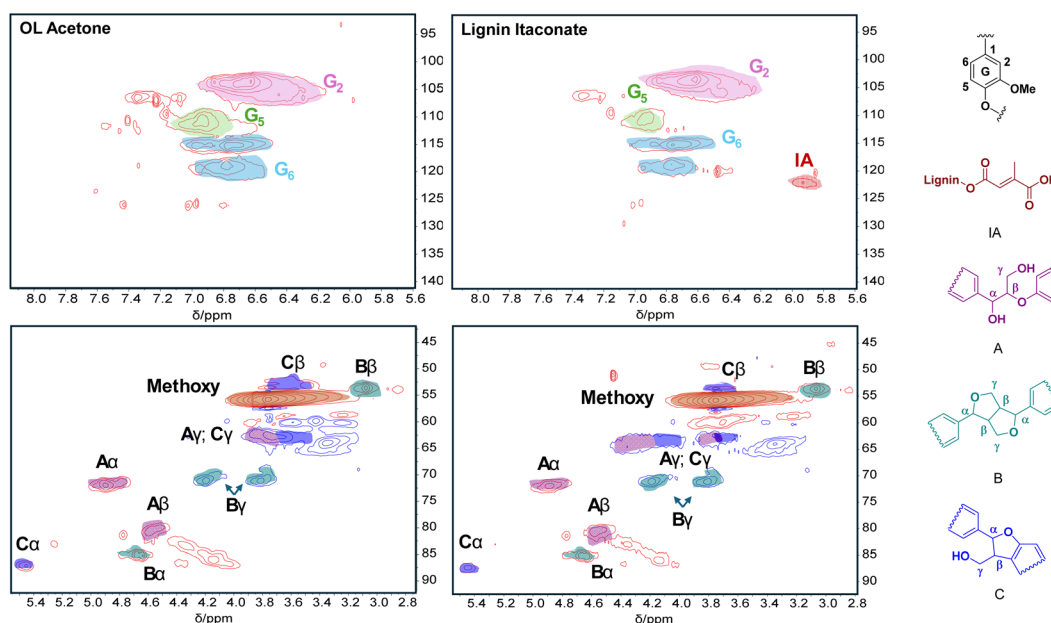 OL Acetone
G2
G5
G6
95
100
105
110
115
120
125
130
135
140
8.0 7.8 7.6 7.4 7.2 7.0 6.8 6.6 6.4 6.2 6.0 5.8 5.6
δ/ppm
Lignin Itaconate
G2
G5
G6
IA
95
100
105
110
115
120
125
130
135
140
8.0 7.8 7.6 7.4 7.2 7.0 6.8 6.6 6.4 6.2 6.0 5.8 5.6
δ/ppm
Cβ
Bβ
Methoxy
Aγ; Cγ
Aα
Bγ
Aβ
Cα
Bα
45
50
55
60
65
70
75
80
85
90
5.4 5.2 5.0 4.8 4.6 4.4 4.2 4.0 3.8 3.6 3.4 3.2 3.0 2.8
δ/ppm
Cβ
Bβ
Methoxy
Aγ; Cγ
Aα
Bγ
Aβ
Cα
Bα
45
50
55
60
65
70
75
80
85
90
5.4 5.2 5.0 4.8 4.6 4.4 4.2 4.0 3.8 3.6 3.4 3.2 3.0 2.8
δ/ppm
1
6 2
G
5
OMe
O
O
Lignin
O
OH
O
IA
γ OH
α β
O
OH
A
γ
O β
α α
β O
γ
B
α O
HO
γ β
C